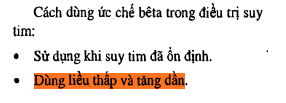 Cách dùng ức chế bêta trong điều trị suy
tim:
• Sử dụng khi suy tim đã ổn định.
• Dùng liều thấp và tăng dần.